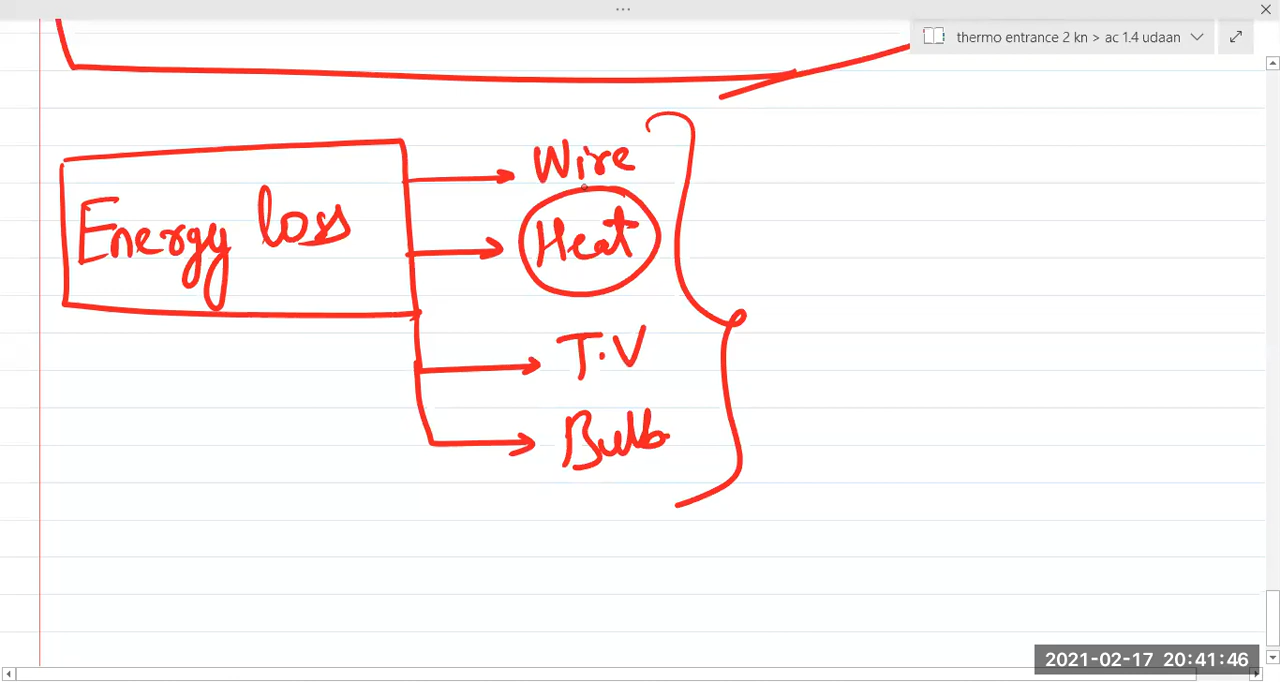 thermo entrance 2 kn > ac 1.4 udaan
Wire
Energy loss
Heat
T.V
Bulb
2021-02-17 20:41:46